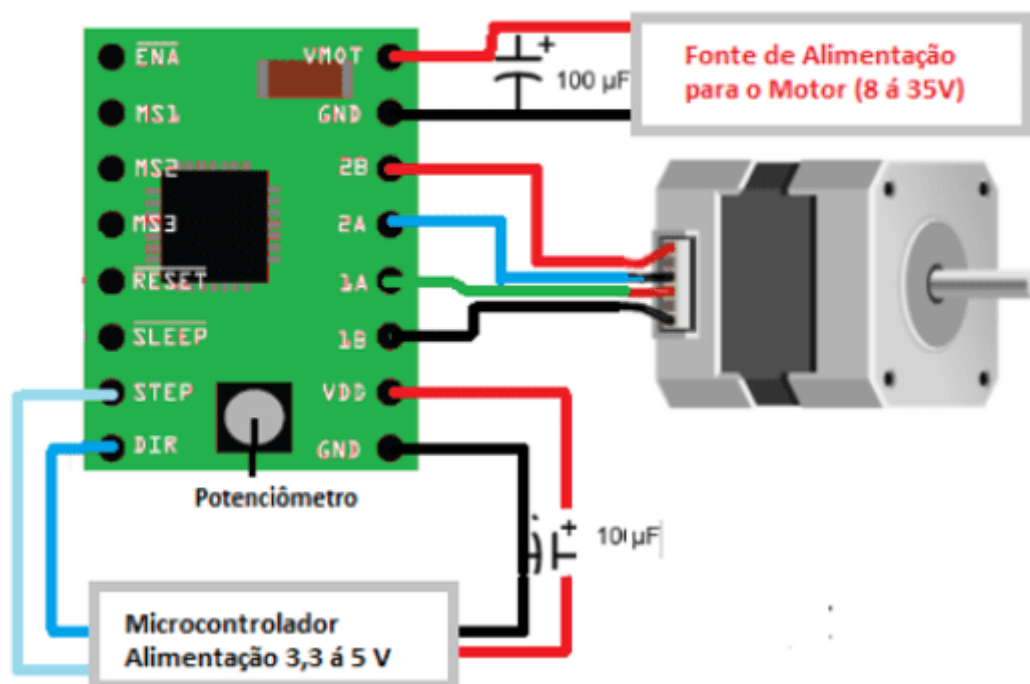 ENA
MS1
MS2
MS3
RESET
SLEEP
STEP
DIR
VMOT
GND
2B
2A
1A
1B
VDD
GND
100 µF
Fonte de Alimentação
para o Motor (8 á 35V)
Potenciômetro
µF
Microcontrolador
Alimentação 3,3 á 5 V